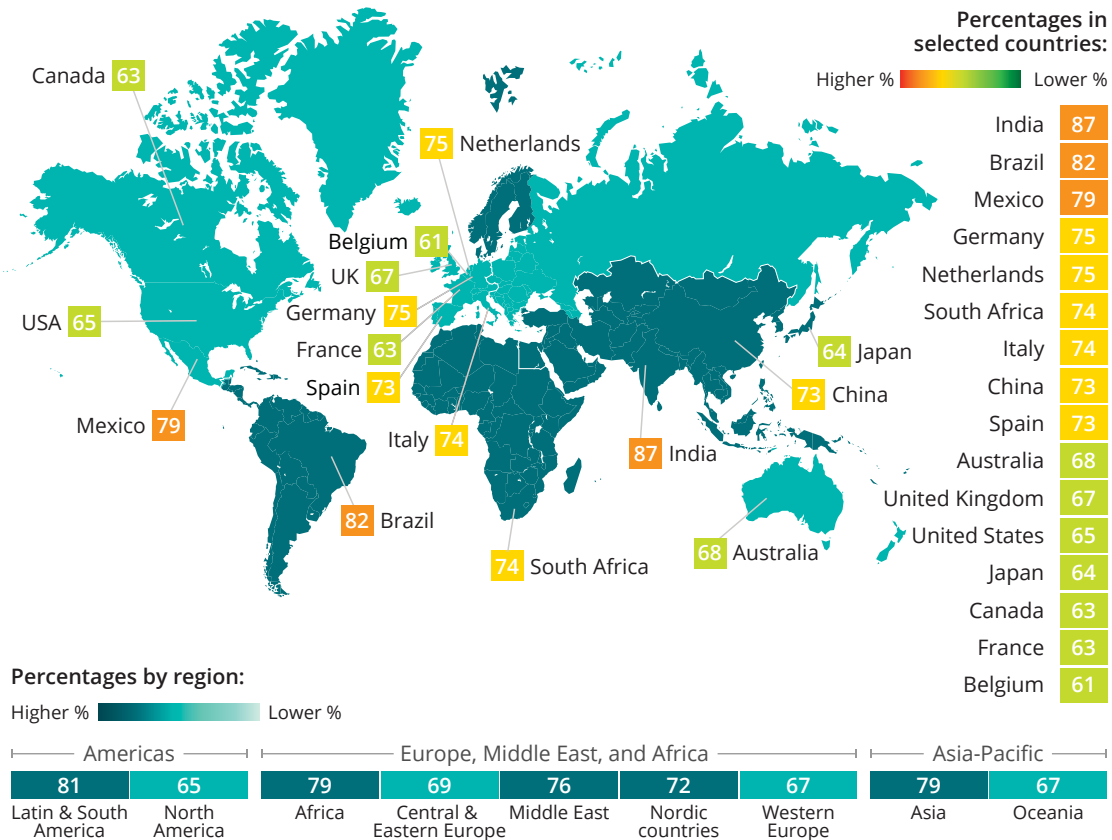 Percentages in
selected countries:
Higher % Lower %
Canada 63
75 Netherlands
Belgium 61
UK 67
Germany 75
USA 65
France 63
64 Japan
Spain 73
73 China
Mexico 79
Italy 74
87 India
82 Brazil
68 Australia
74 South Africa
India 87
Brazil 82
Mexico 79
Germany 75
Netherlands 75
South Africa 74
Italy 74
China 73
Spain 73
Australia 68
United Kingdom 67
United States 65
Japan 64
Canada 63
France 63
Belgium 61
Percentages by region:
Higher % Lower %
Americas Europe, Middle East, and Africa Asia-Pacific
81 65 79 69 76 72 67 79 67
Latin & South North Africa Central & Middle East Nordic Western Asia Oceania
America America Eastern Europe countries Europe